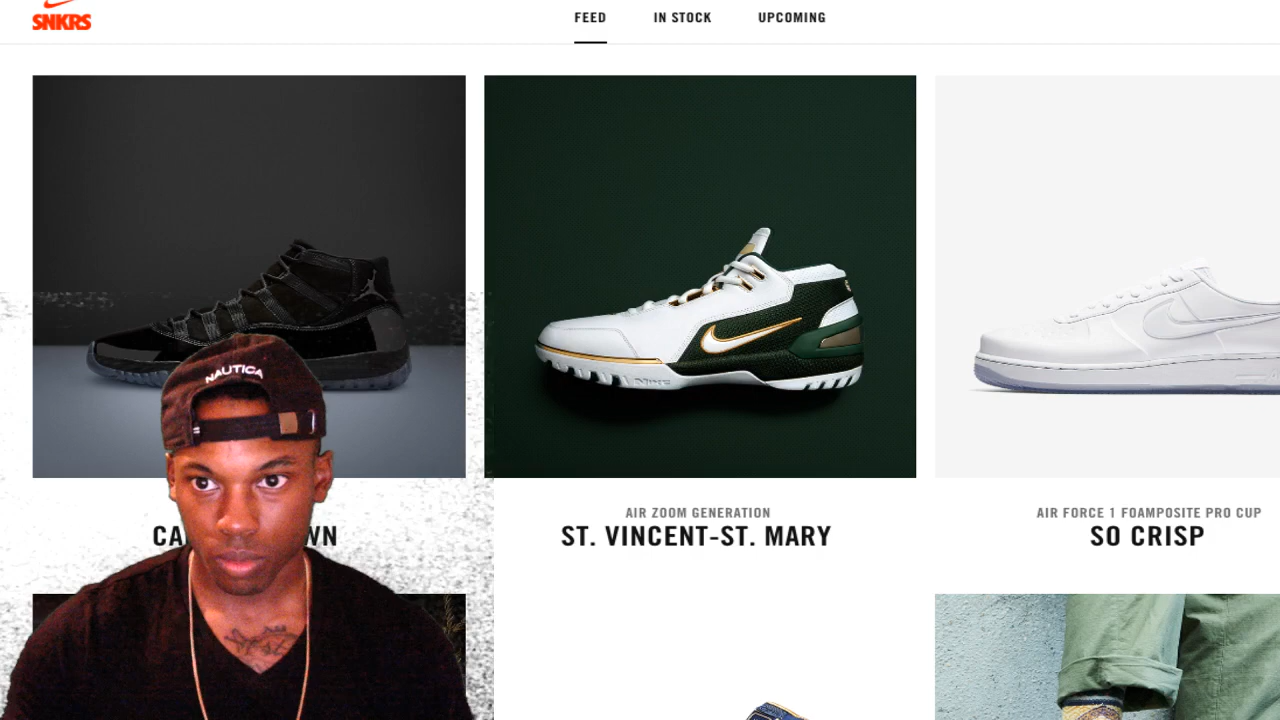 SNKRS
FEED
IN STOCK
UPCOMING
NAUTICA
AIR ZOOM GENERATION
ST. VINCENT-ST. MARY
AIR FORCE 1 FOAMPOSITE PRO CUP
SO CRISP